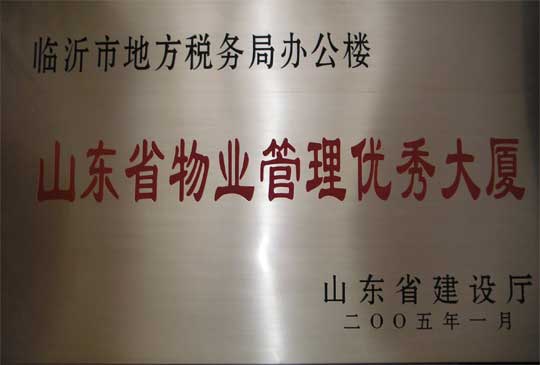 临沂市地方税务局办公楼
山东省物业管理优秀大厦
山东省建设厅
二〇〇五年一月